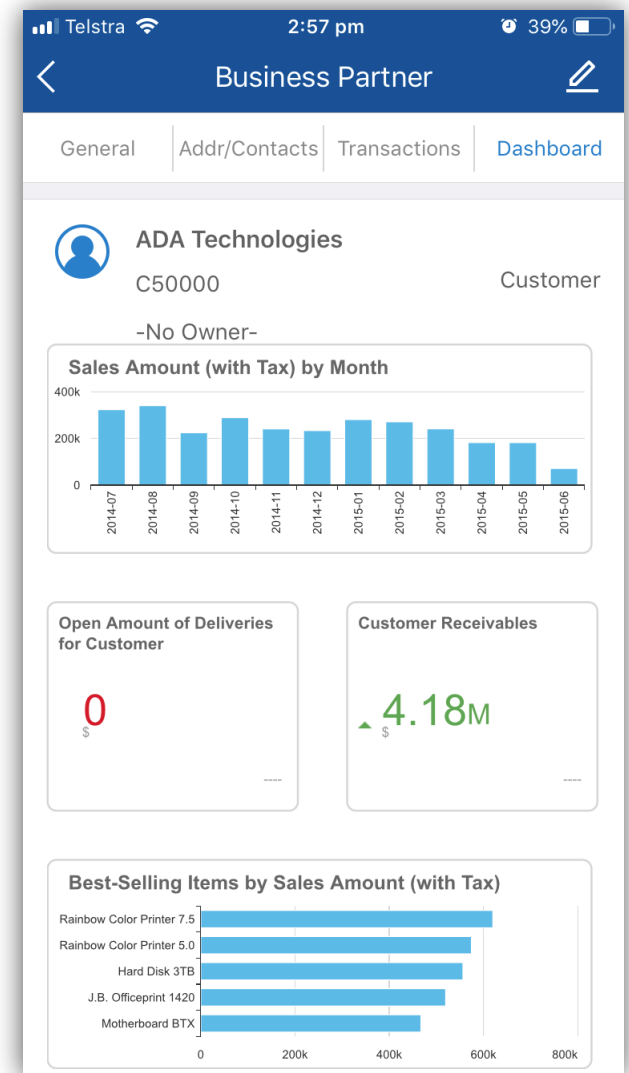 Telstra 2:57 pm 39%
Business Partner
General Addr/Contacts Transactions Dashboard
ADA Technologies
C50000 Customer
-No Owner-
Sales Amount (with Tax) by Month
400k
200k
0
2014-07 2014-08 2014-09 2014-10 2014-11 2014-12 2015-01 2015-02 2015-03 2015-04 2015-05 2015-06
Open Amount of Deliveries
for Customer
0
$
----
Customer Receivables
4.18M
$
----
Best-Selling Items by Sales Amount (with Tax)
Rainbow Color Printer 7.5
Rainbow Color Printer 5.0
Hard Disk 3TB
J.B. Officeprint 1420
Motherboard BTX
0 200k 400k 600k 800k